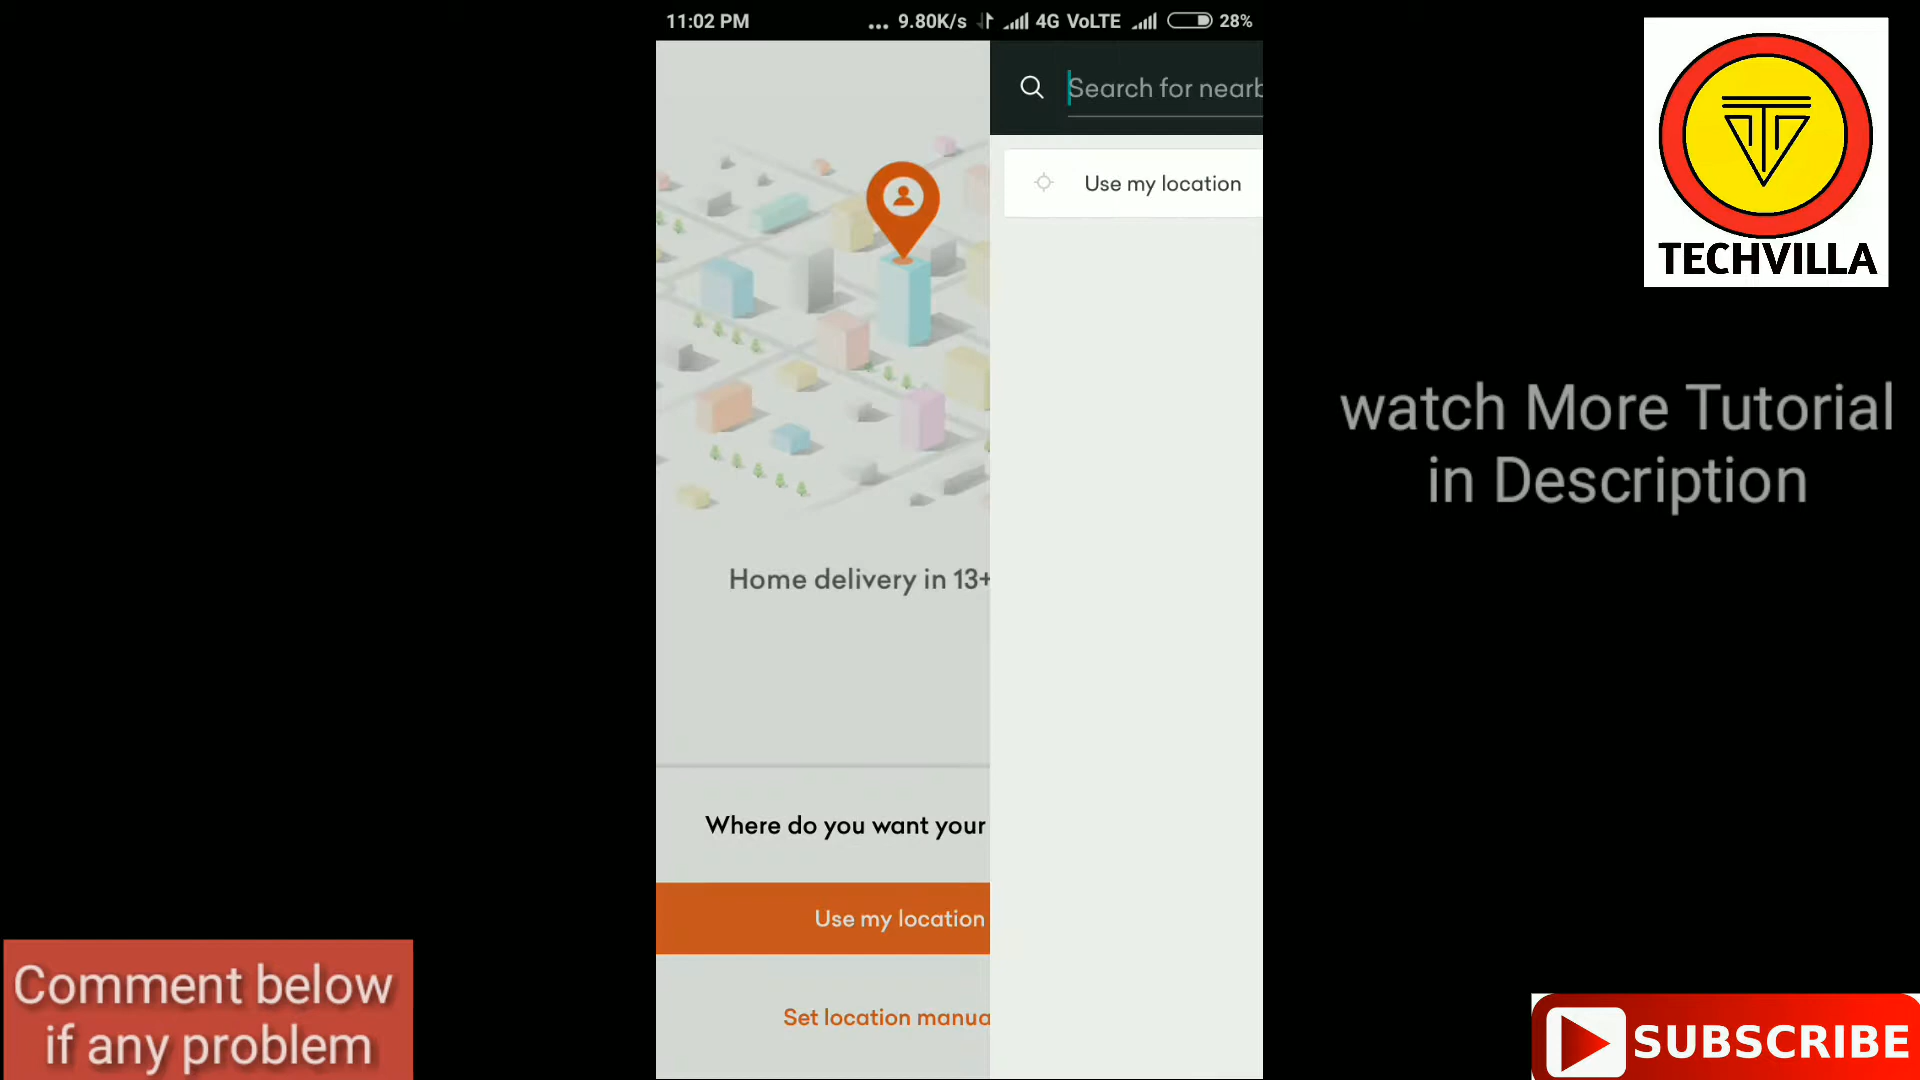 11:02 PM
... 9.80K/s 4G VoLTE 28%
Search for nearb
Use my location
Home delivery in 13+
Where do you want your
Use my location
Set location manua
TECHVILLA
watch More Tutorial
in Description
Comment below
if any problem
SUBSCRIBE